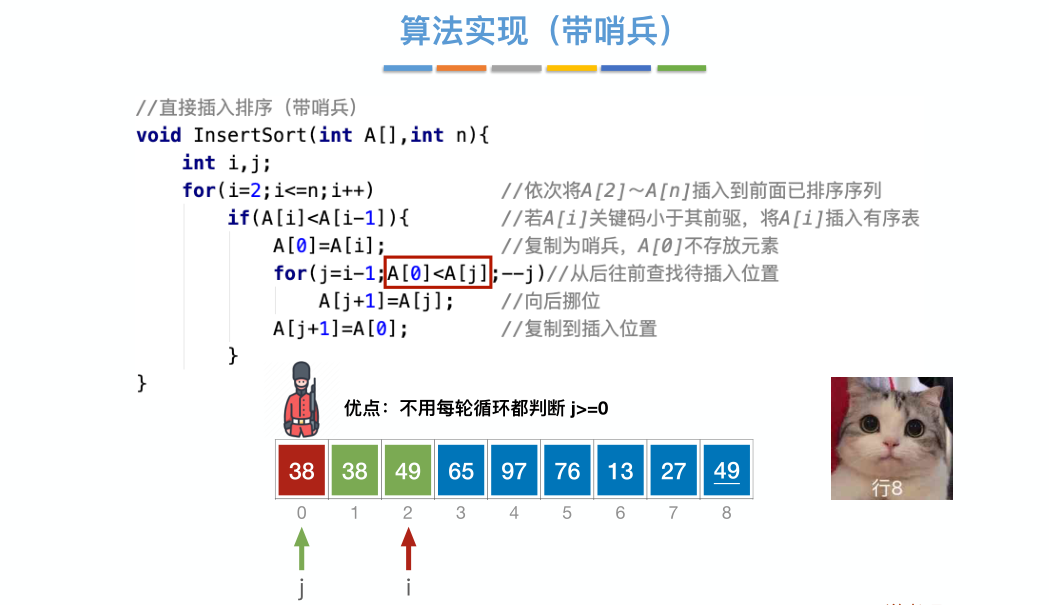 算法实现（带哨兵）
//直接插入排序（带哨兵）
void InsertSort(int A[],int n){
int i,j;
for(i=2;i<=n;i++) //依次将A[2]～A[n]插入到前面已排序序列
if(A[i]<A[i-1]){ //若A[i]关键码小于其前驱，将A[i]插入有序表
A[0]=A[i]; //复制为哨兵，A[0]不存放元素
for(j=i-1;A[0]<A[j];--j)//从后往前查找待插入位置
A[j+1]=A[j]; //向后挪位
A[j+1]=A[0]; //复制到插入位置
}
}
优点：不用每轮循环都判断 j>=0
38 38 49 65 97 76 13 27 49
0 1 2 3 4 5 6 7 8
j i
行8